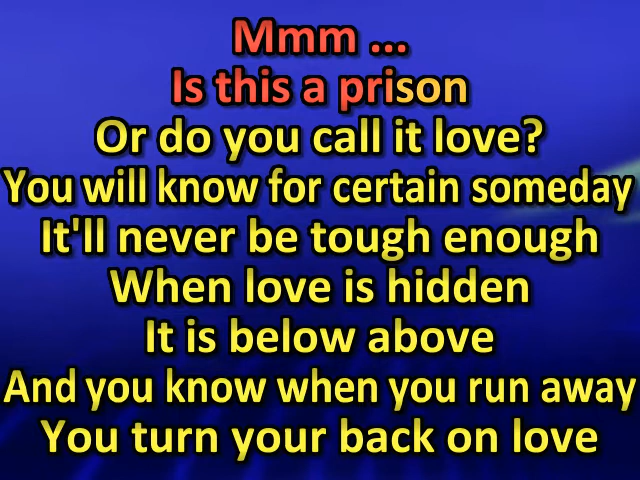 Mmm ...
Is this a prison
Or do you call it love?
You will know for certain someday
It'll never be tough enough
When love is hidden
It is below above
And you know when you run away
You turn your back on love